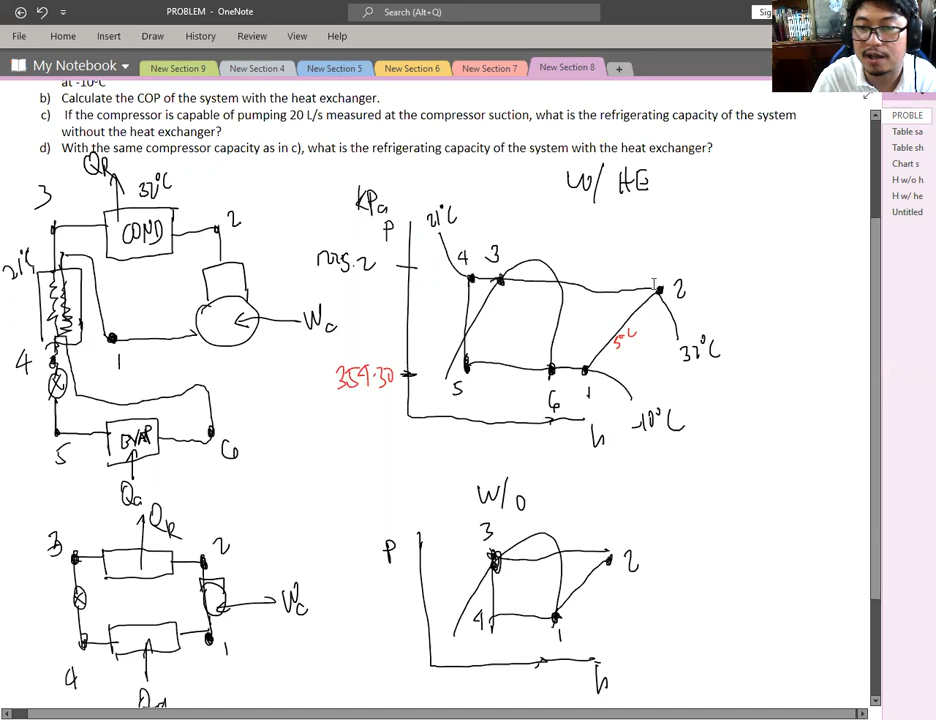 PROBLEM - OneNote
Search (Alt+Q)
File Home Insert Draw History Review View Help
My Notebook New Section 9 New Section 4 New Section 5 New Section 6 New Section 7 New Section 8
at -10°C
b) Calculate the COP of the system with the heat exchanger.
c) If the compressor is capable of pumping 20 L/s measured at the compressor suction, what is the refrigerating capacity of the system
without the heat exchanger?
d) With the same compressor capacity as in c), what is the refrigerating capacity of the system with the heat exchanger?
PROBLE
Table sa
Table sh
Chart s
H w/o h
H w/ he
Untitled
QR
32°C
3
COND
2
21°C
1
Wc
4
5
EVAP
6
Qa
W/ HE
KPa
P
21°C
4 3
2
5°C
32°C
354.30
5
6
1
-10°C
h
W/O
P
3
2
4
1
h
QR
3
2
Wc
4
1